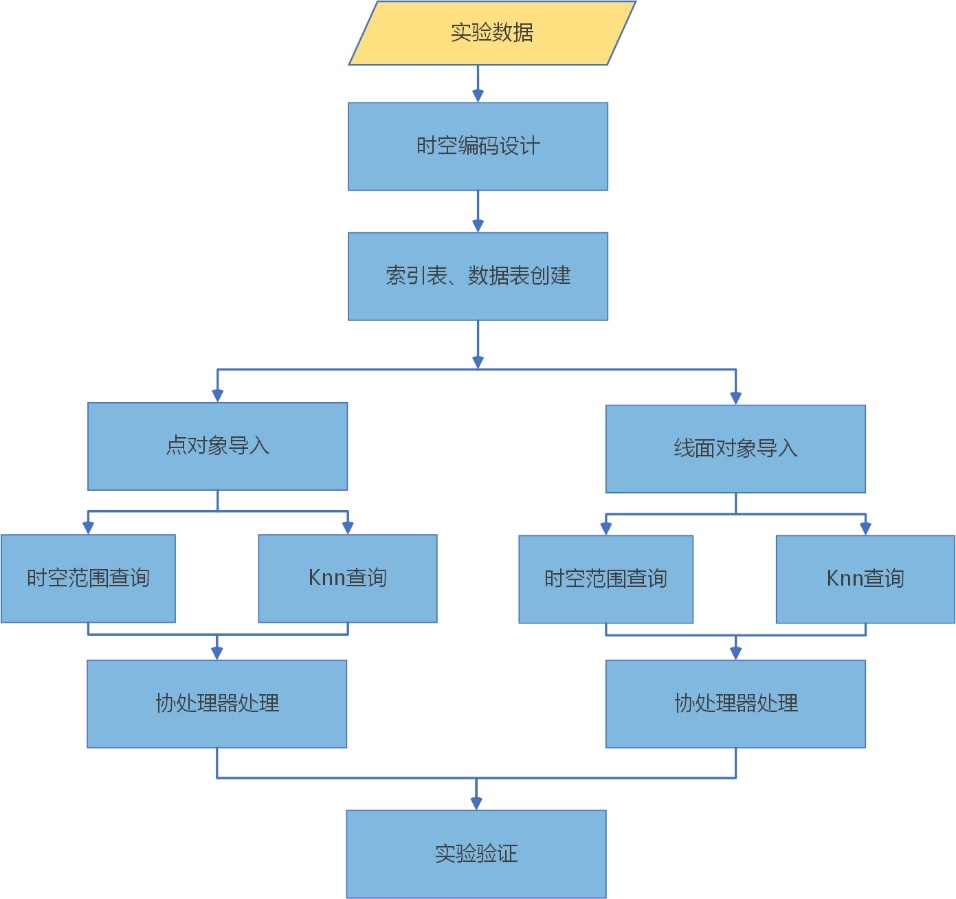 实验数据
时空编码设计
索引表、数据表创建
点对象导入
线面对象导入
时空范围查询
Knn查询
时空范围查询
Knn查询
协处理器处理
协处理器处理
实验验证